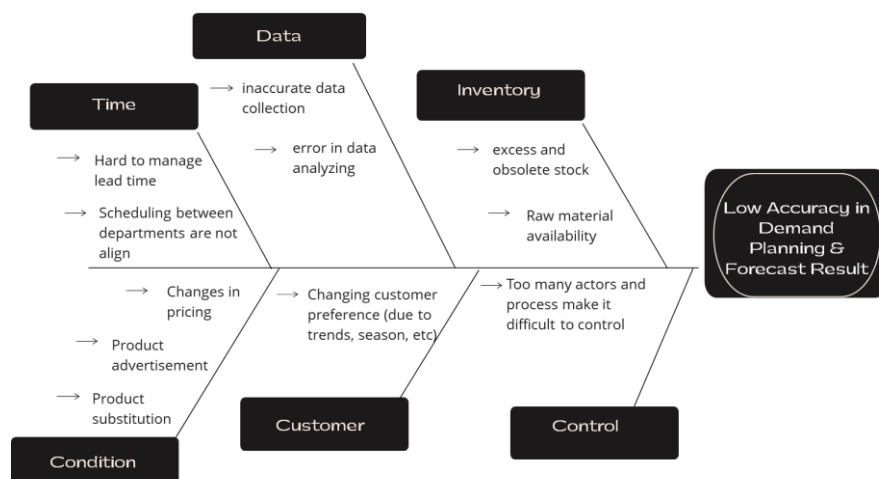 Data
inaccurate data
collection
error in data
analyzing
Time
Hard to manage
lead time
Scheduling between
departments are not
align
Inventory
excess and
obsolete stock
Raw material
availability
Low Accuracy in
Demand
Planning &
Forecast Result
Changes in
pricing
Product
advertisement
Product
substitution
Condition
Changing customer
preference (due to
trends, season, etc)
Customer
Too many actors and
process make it
difficult to control
Control